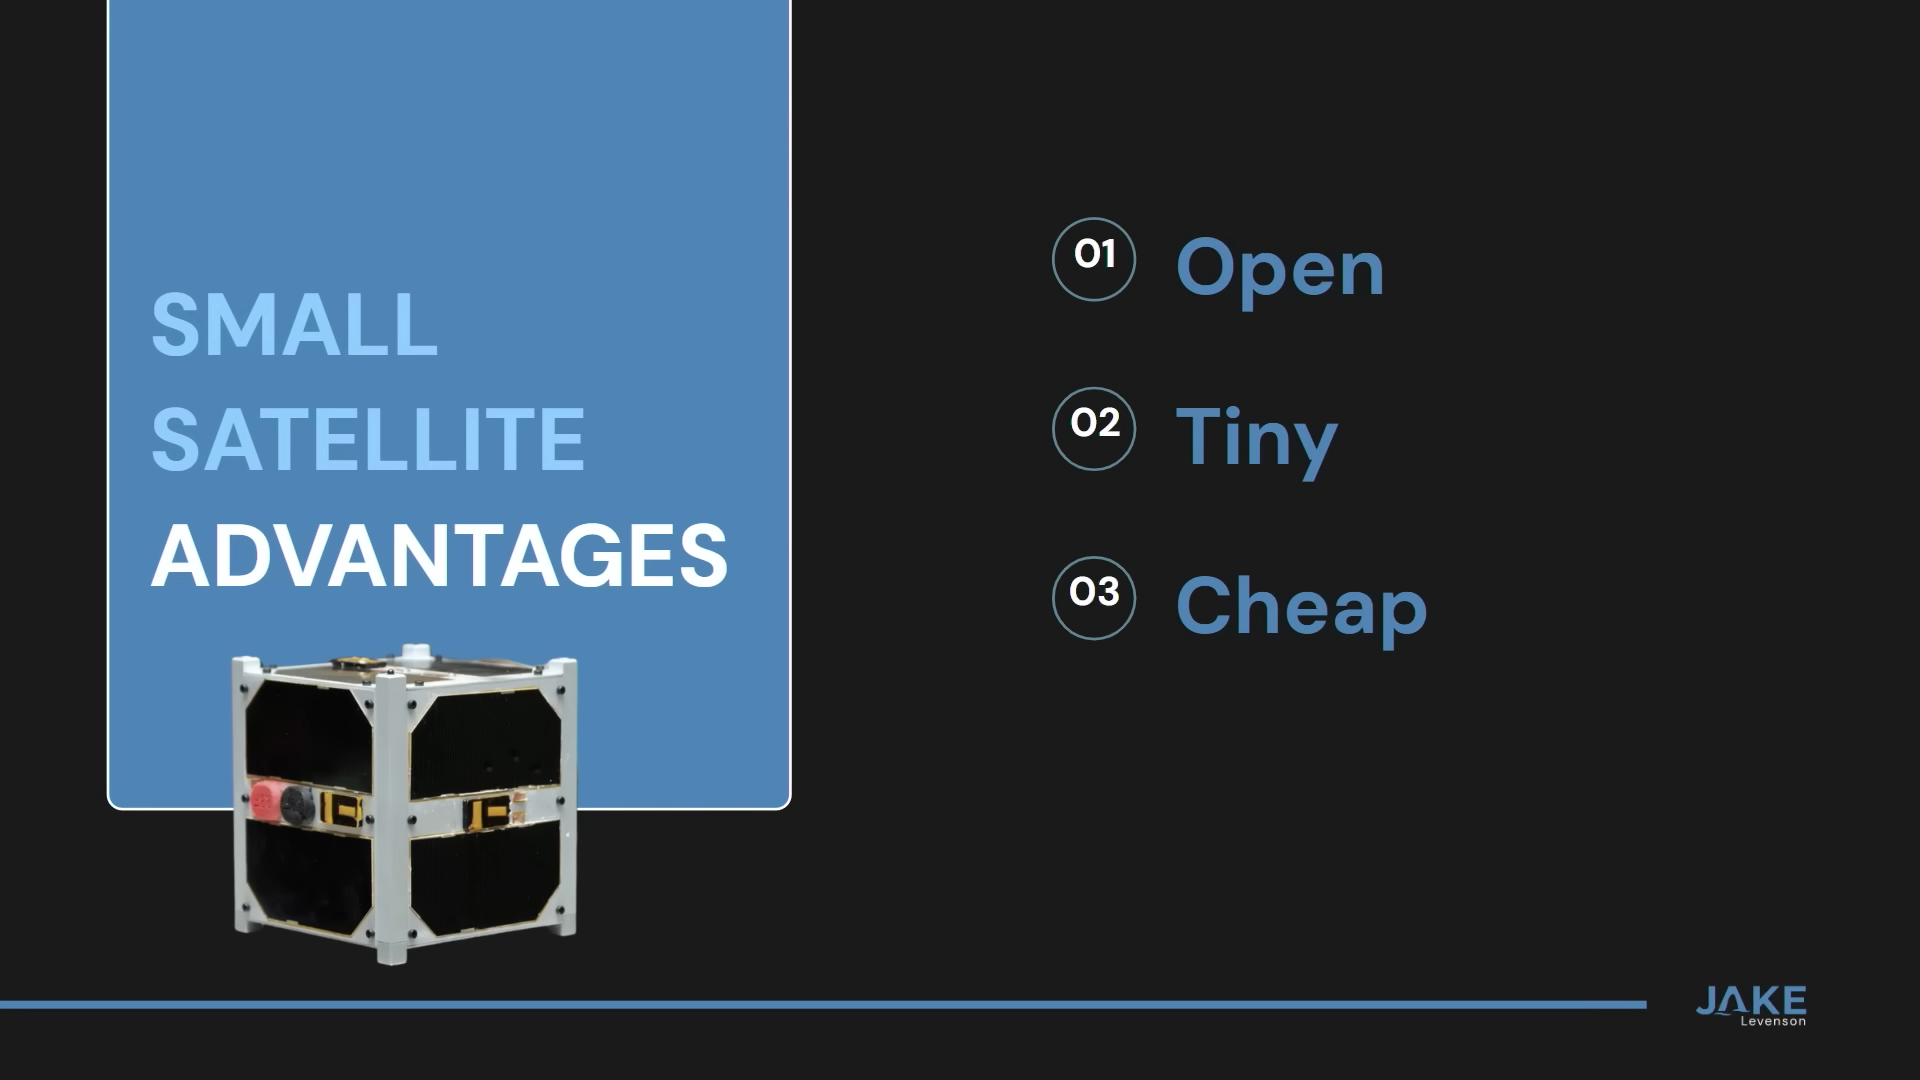 SMALL
SATELLITE
ADVANTAGES
01 Open
02 Tiny
03 Cheap
JAKE
Levenson